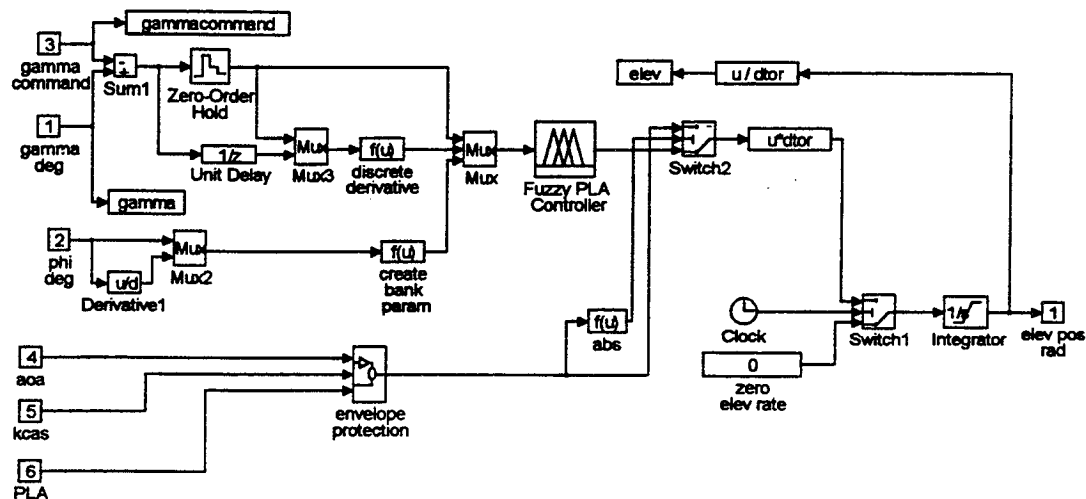 gammacommand
3
gamma
command
-
+
Sum1
Zero-Order
Hold
elev
u / dtor
1
gamma
deg
1/z
Unit Delay
Mux
Mux3
f(u)
discrete
derivative
Mux
Mux
Fuzzy PLA
Controller
Switch2
u*dtor
gamma
2
phi
deg
u/d
Derivative1
Mux
Mux2
f(u)
create
bank
param
f(u)
abs
Clock
0
zero
elev rate
Switch1
1/s
Integrator
1
elev pos
rad
4
aoa
5
kcas
6
PLA
envelope
protection